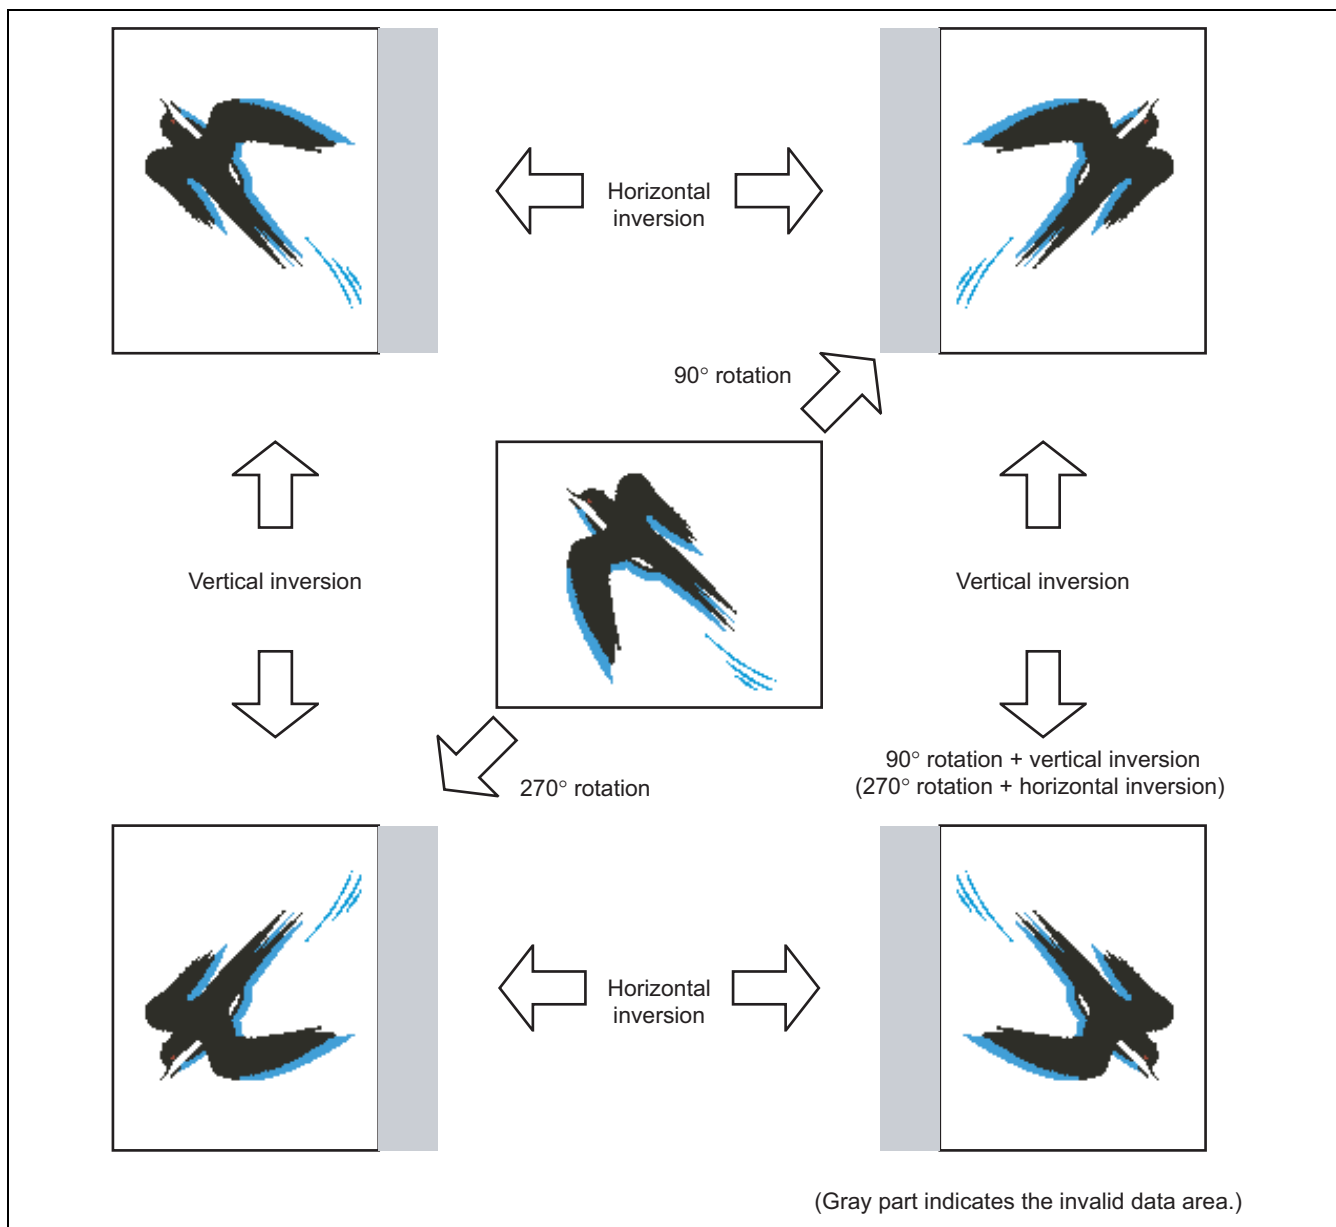 Horizontal
inversion
90° rotation
Vertical inversion
Vertical inversion
90° rotation + vertical inversion
(270° rotation + horizontal inversion)
270° rotation
Horizontal
inversion
(Gray part indicates the invalid data area.)